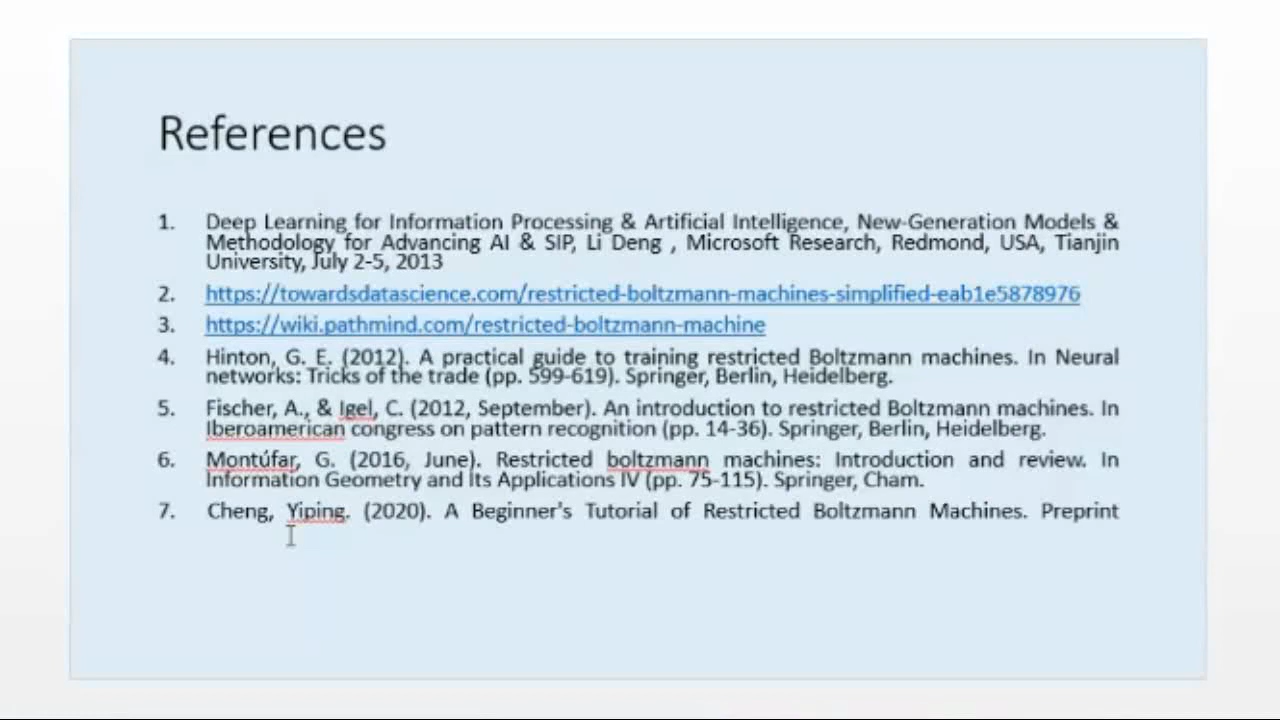 References
1. Deep Learning for Information Processing & Artificial Intelligence, New-Generation Models &
Methodology for Advancing AI & SIP, Li Deng , Microsoft Research, Redmond, USA, Tianjin
University, July 2-5, 2013
2. https://towardsdatascience.com/restricted-boltzmann-machines-simplified-eab1e5878976
3. https://wiki.pathmind.com/restricted-boltzmann-machine
4. Hinton, G. E. (2012). A practical guide to training restricted Boltzmann machines. In Neural
networks: Tricks of the trade (pp. 599-619). Springer, Berlin, Heidelberg.
5. Fischer, A., & Igel, C. (2012, September). An introduction to restricted Boltzmann machines. In
Iberoamerican congress on pattern recognition (pp. 14-36). Springer, Berlin, Heidelberg.
6. Montúfar, G. (2016, June). Restricted boltzmann machines: Introduction and review. In
Information Geometry and Its Applications IV (pp. 75-115). Springer, Cham.
7. Cheng, Yiping. (2020). A Beginner's Tutorial of Restricted Boltzmann Machines. Preprint